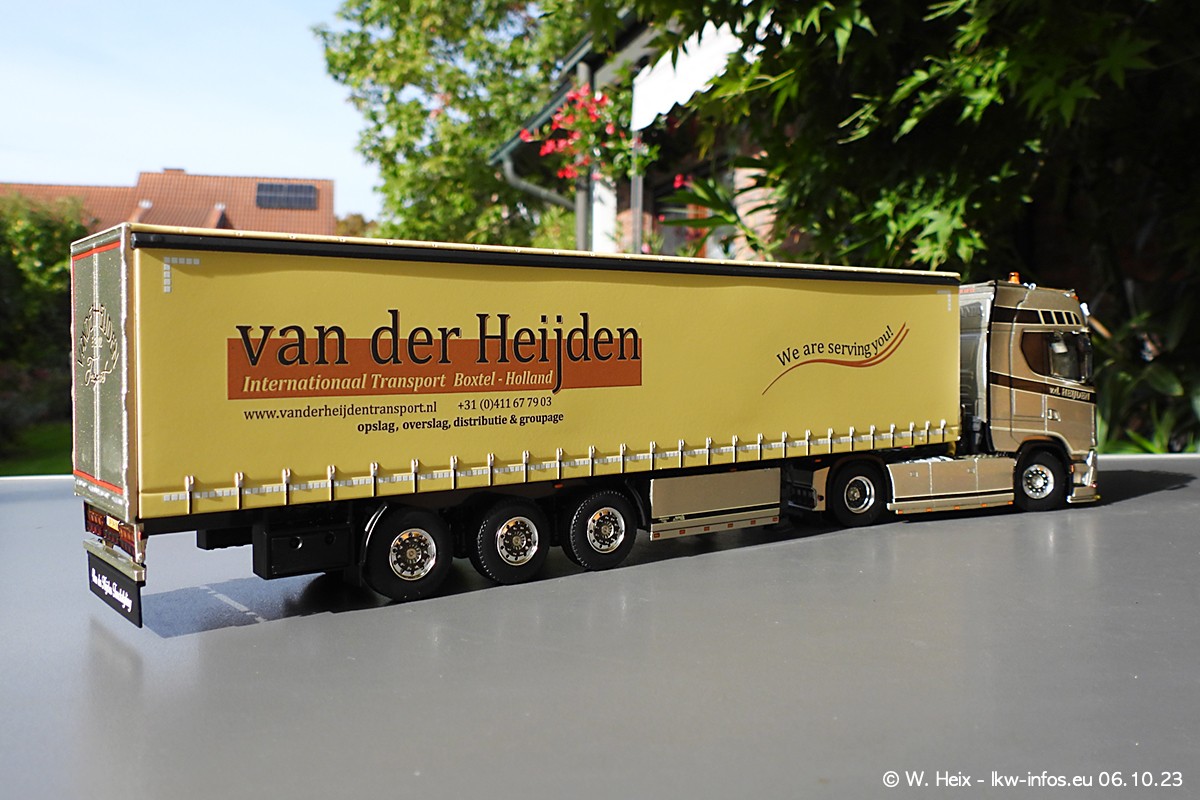 van der Heijden
Internationaal Transport Boxtel - Holland
www.vanderheijdentransport.nl +31 (0)411 67 79 03
opslag, overslag, distributie & groupage
We are serving you!
v.d. HEIJDEN
© W. Heix - lkw-infos.eu 06.10.23